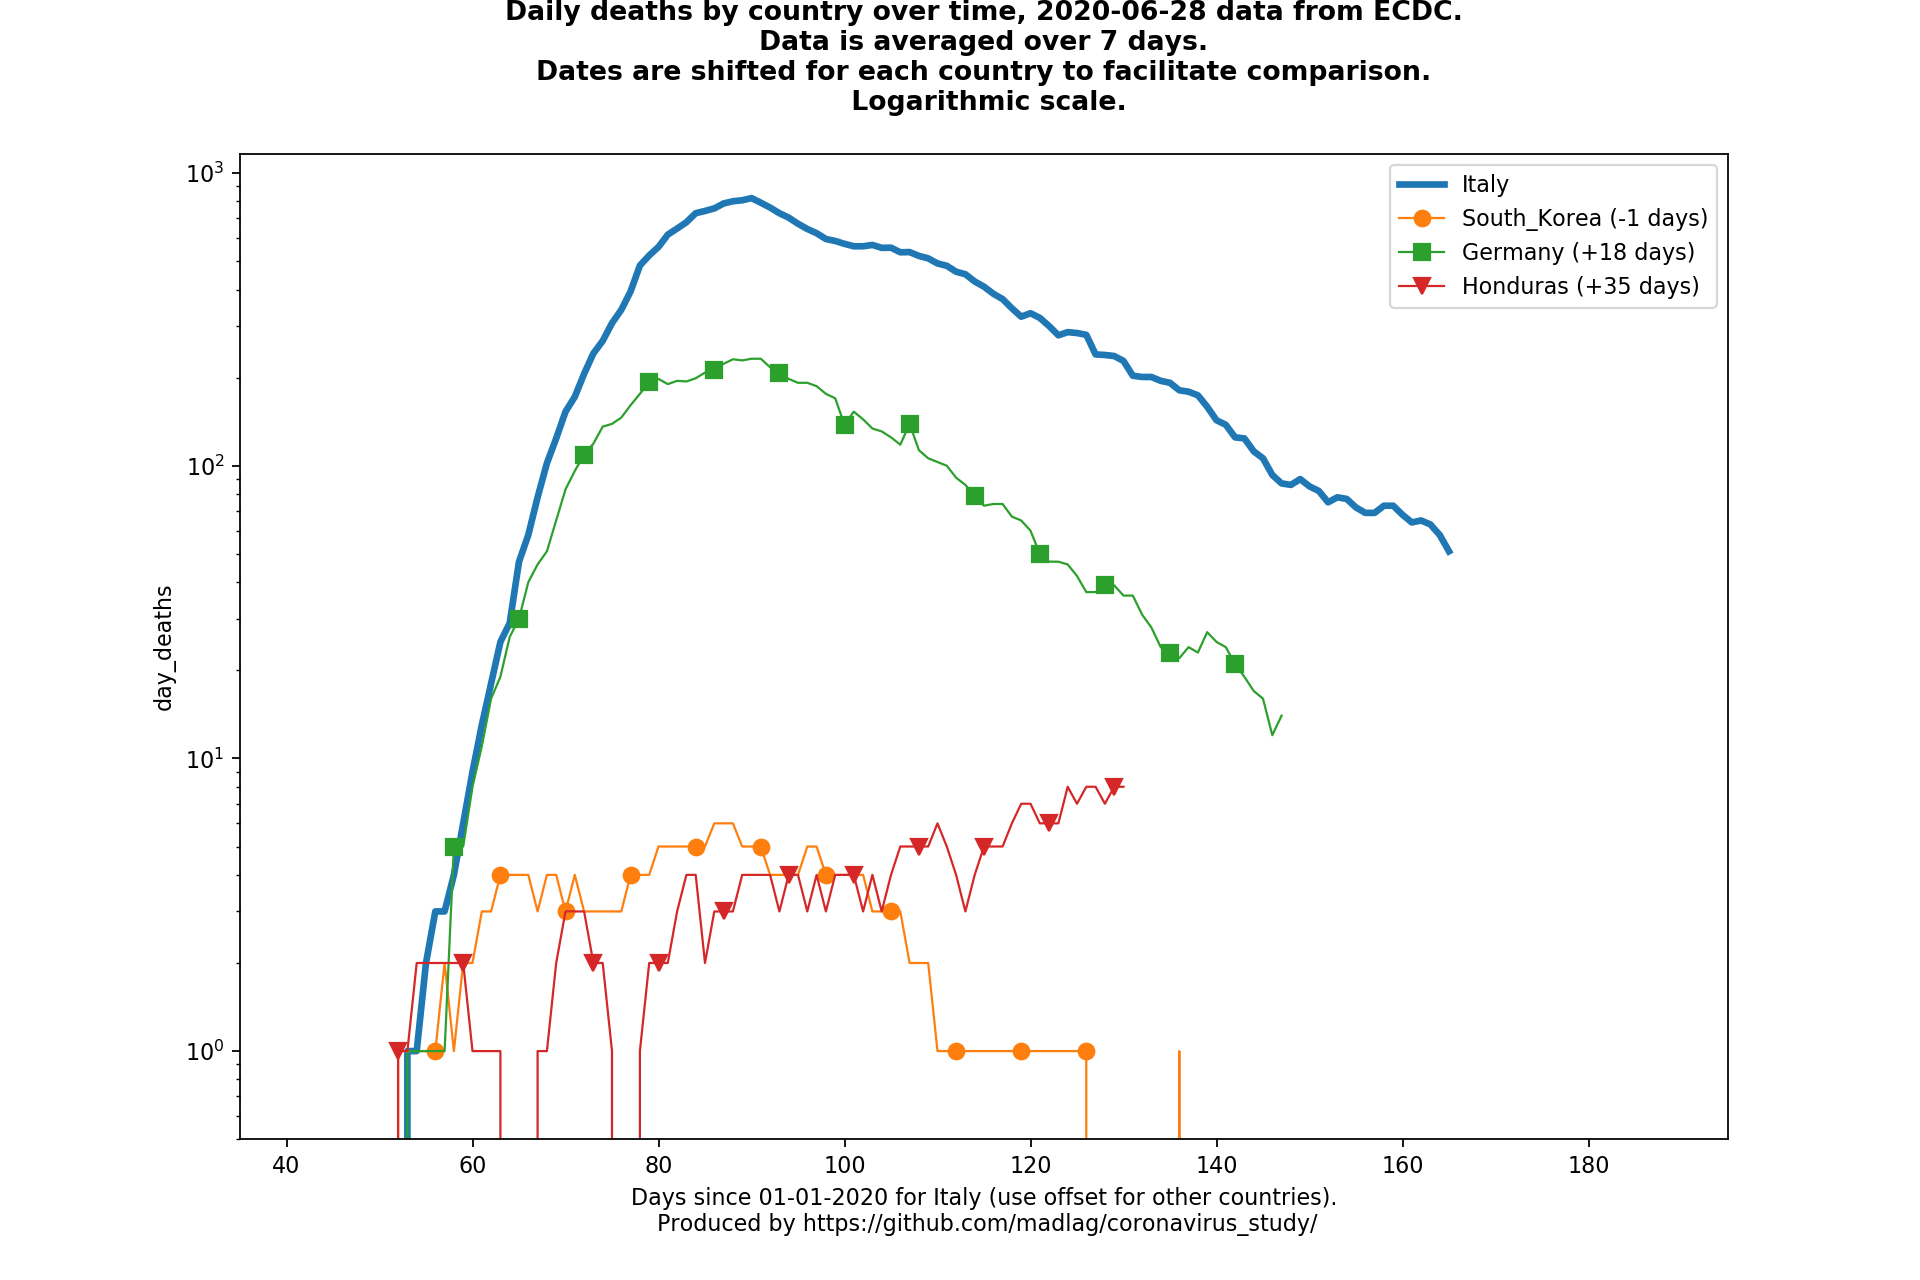 Daily deaths by country over time, 2020-06-28 data from ECDC.
Data is averaged over 7 days.
Dates are shifted for each country to facilitate comparison.
Logarithmic scale.
Italy
South_Korea (-1 days)
Germany (+18 days)
Honduras (+35 days)
day_deaths
10³
10²
10¹
10⁰
40 60 80 100 120 140 160 180
Days since 01-01-2020 for Italy (use offset for other countries).
Produced by https://github.com/madlag/coronavirus_study/